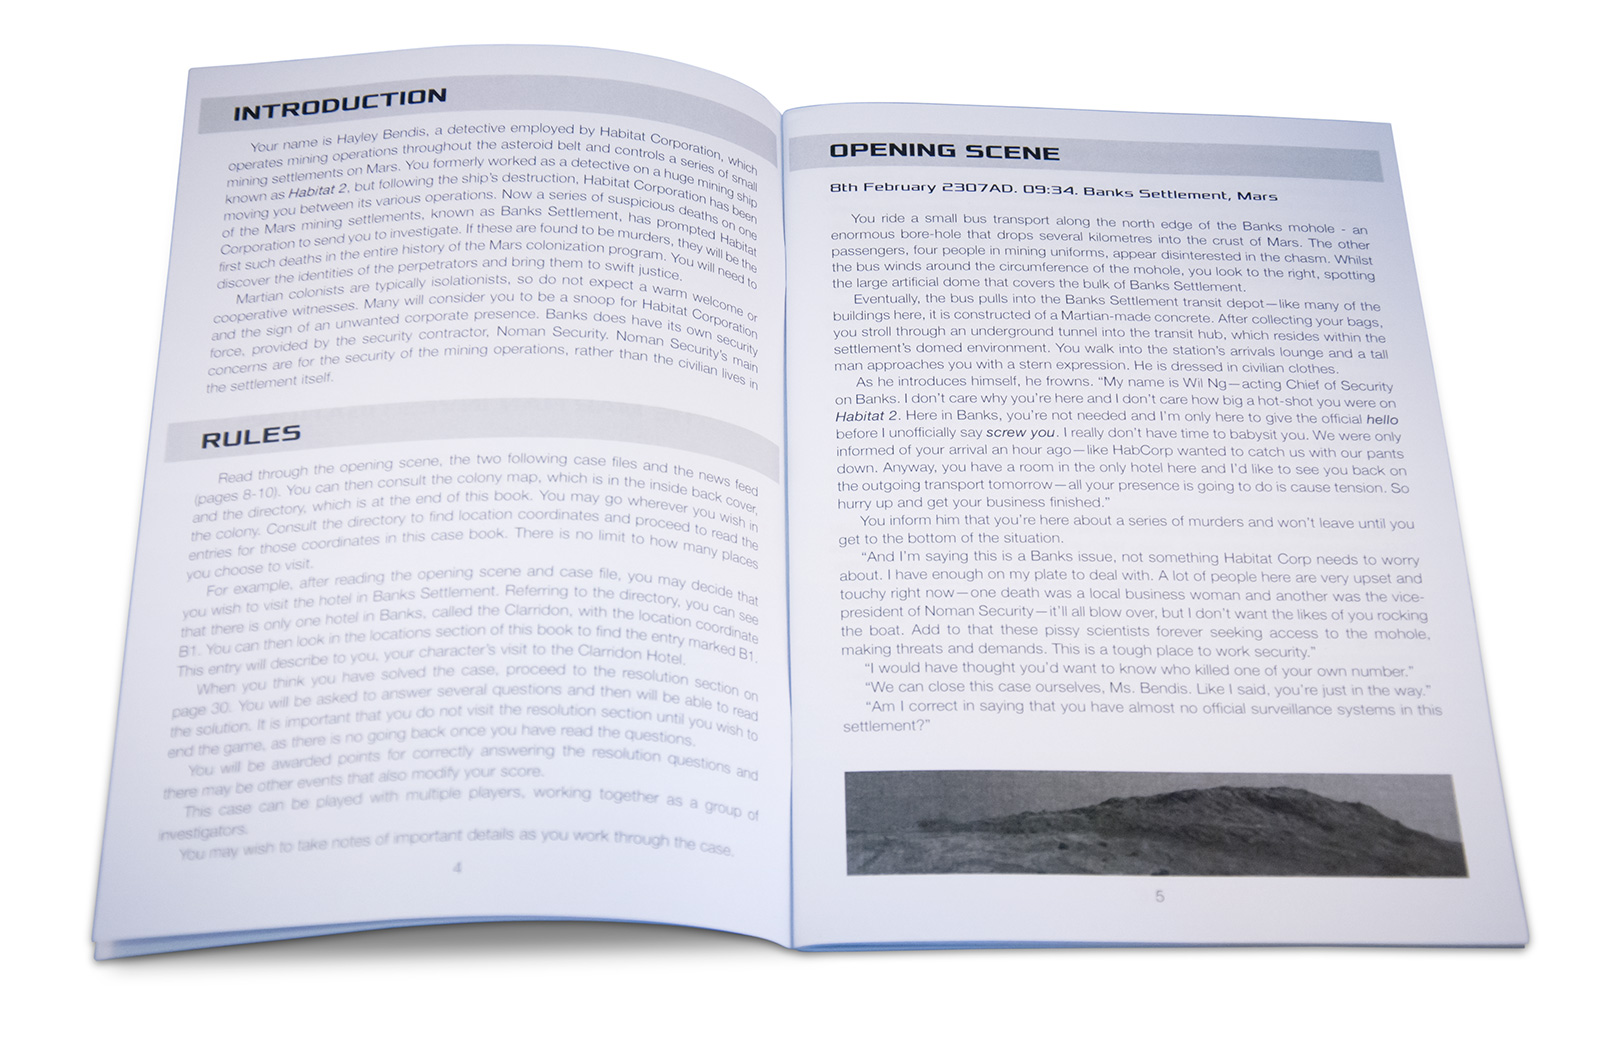 INTRODUCTION
Your name is Hayley Bendis, a detective employed by Habitat Corporation, which
operates mining operations throughout the asteroid belt and controls a series of small
mining settlements on Mars. You formerly worked as a detective on a huge mining ship
known as Habitat 2, but following the ship's destruction, Habitat Corporation has been
moving you between its various operations. Now a series of suspicious deaths on one
of the Mars mining settlements, known as Banks Settlement, has prompted Habitat
Corporation to send you to investigate. If these are found to be murders, they will be the
first such deaths in the entire history of the Mars colonization program. You will need to
discover the identities of the perpetrators and bring them to swift justice.
Martian colonists are typically isolationists, so do not expect a warm welcome or
cooperative witnesses. Many will consider you to be a snoop for Habitat Corporation
and the sign of an unwanted corporate presence. Banks does have its own security
force, provided by the security contractor, Noman Security. Noman Security's main
concerns are for the security of the mining operations, rather than the civilian lives in
the settlement itself.
RULES
Read through the opening scene, the two following case files and the news feed
(pages 8-10). You can then consult the colony map, which is in the inside back cover,
and the directory, which is at the end of this book. You may go wherever you wish in
the colony. Consult the directory to find location coordinates and proceed to read the
entries for those coordinates in this case book. There is no limit to how many places
you choose to visit.
For example, after reading the opening scene and case file, you may decide that
you wish to visit the hotel in Banks Settlement. Referring to the directory, you can see
that there is only one hotel in Banks, called the Clarridon, with the location coordinate
B1. You can then look in the locations section of this book to find the entry marked B1.
This entry will describe to you, your character's visit to the Clarridon Hotel.
When you think you have solved the case, proceed to the resolution section on
page 30. You will be asked to answer several questions and then will be able to read
the solution. It is important that you do not visit the resolution section until you wish to
end the game, as there is no going back once you have read the questions.
You will be awarded points for correctly answering the resolution questions and
there may be other events that also modify your score.
This case can be played with multiple players, working together as a group of
investigators.
You may wish to take notes of important details as you work through the case.
4
OPENING SCENE
8th February 2307AD. 09:34. Banks Settlement, Mars
You ride a small bus transport along the north edge of the Banks mohole - an
enormous bore-hole that drops several kilometres into the crust of Mars. The other
passengers, four people in mining uniforms, appear disinterested in the chasm. Whilst
the bus winds around the circumference of the mohole, you look to the right, spotting
the large artificial dome that covers the bulk of Banks Settlement.
Eventually, the bus pulls into the Banks Settlement transit depot—like many of the
buildings here, it is constructed of a Martian-made concrete. After collecting your bags,
you stroll through an underground tunnel into the transit hub, which resides within the
settlement's domed environment. You walk into the station's arrivals lounge and a tall
man approaches you with a stern expression. He is dressed in civilian clothes.
As he introduces himself, he frowns. "My name is Wil Ng—acting Chief of Security
on Banks. I don't care why you're here and I don't care how big a hot-shot you were on
Habitat 2. Here in Banks, you're not needed and I'm only here to give the official hello
before I unofficially say screw you. I really don't have time to babysit you. We were only
informed of your arrival an hour ago—like HabCorp wanted to catch us with our pants
down. Anyway, you have a room in the only hotel here and I'd like to see you back on
the outgoing transport tomorrow—all your presence is going to do is cause tension. So
hurry up and get your business finished."
You inform him that you're here about a series of murders and won't leave until you
get to the bottom of the situation.
"And I'm saying this is a Banks issue, not something Habitat Corp needs to worry
about. I have enough on my plate to deal with. A lot of people here are very upset and
touchy right now—one death was a local business woman and another was the vice-
president of Noman Security—it'll all blow over, but I don't want the likes of you rocking
the boat. Add to that these pissy scientists forever seeking access to the mohole,
making threats and demands. This is a tough place to work security."
"I would have thought you'd want to know who killed one of your own number."
"We can close this case ourselves, Ms. Bendis. Like I said, you're just in the way."
"Am I correct in saying that you have almost no official surveillance systems in this
settlement?"
5